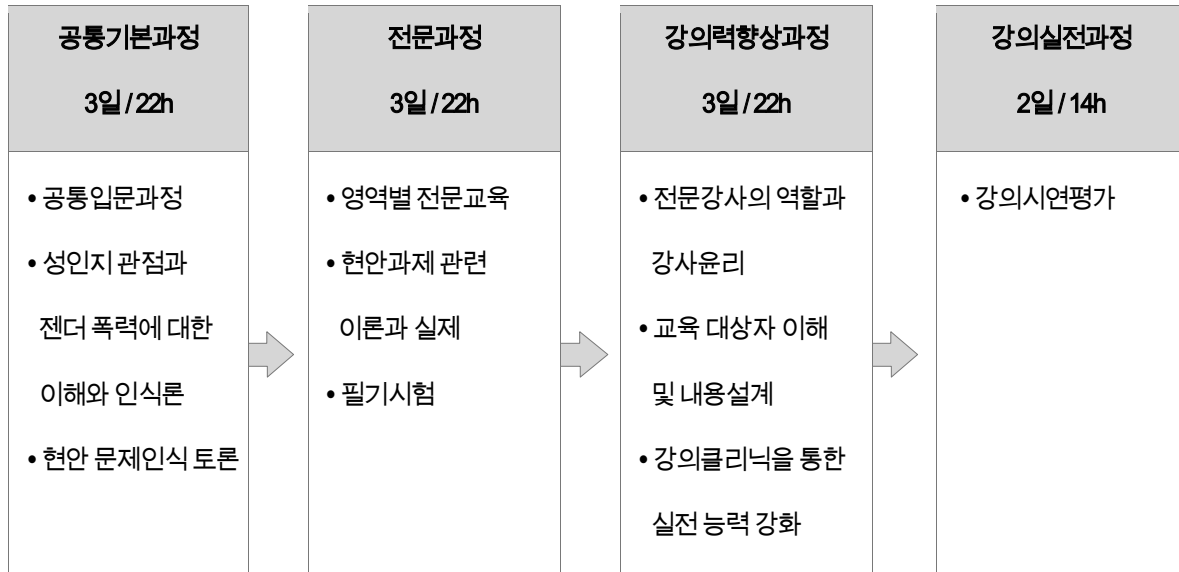 공통기본과정
3일 / 22h
• 공통입문과정
• 성인지 관점과
젠더 폭력에 대한
이해와 인식론
• 현안 문제인식 토론
전문과정
3일 / 22h
• 영역별 전문교육
• 현안과제 관련
이론과 실제
• 필기시험
강의력향상과정
3일 / 22h
• 전문강사의 역할과
강사윤리
• 교육 대상자 이해
및 내용설계
• 강의클리닉을 통한
실전 능력 강화
강의실전과정
2일 / 14h
• 강의시연평가